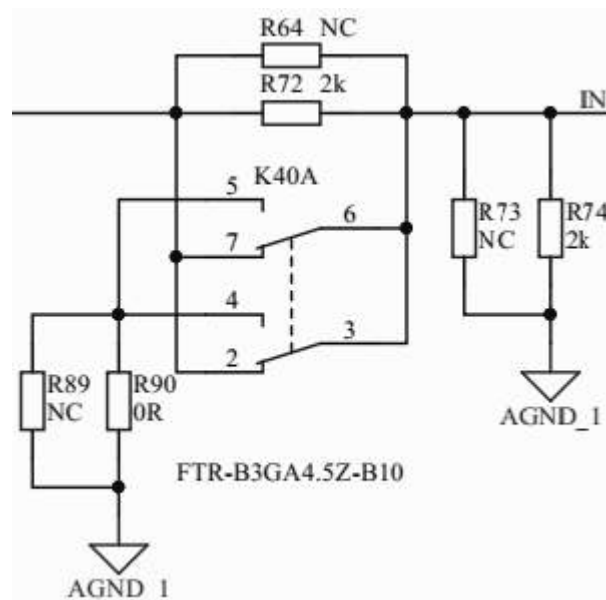 R64 NC
R72 2k
IN
K40A
5
6
7
R73
NC
R74
2k
4
3
2
R89
NC
R90
0R
AGND_1
FTR-B3GA4.5Z-B10
AGND_1